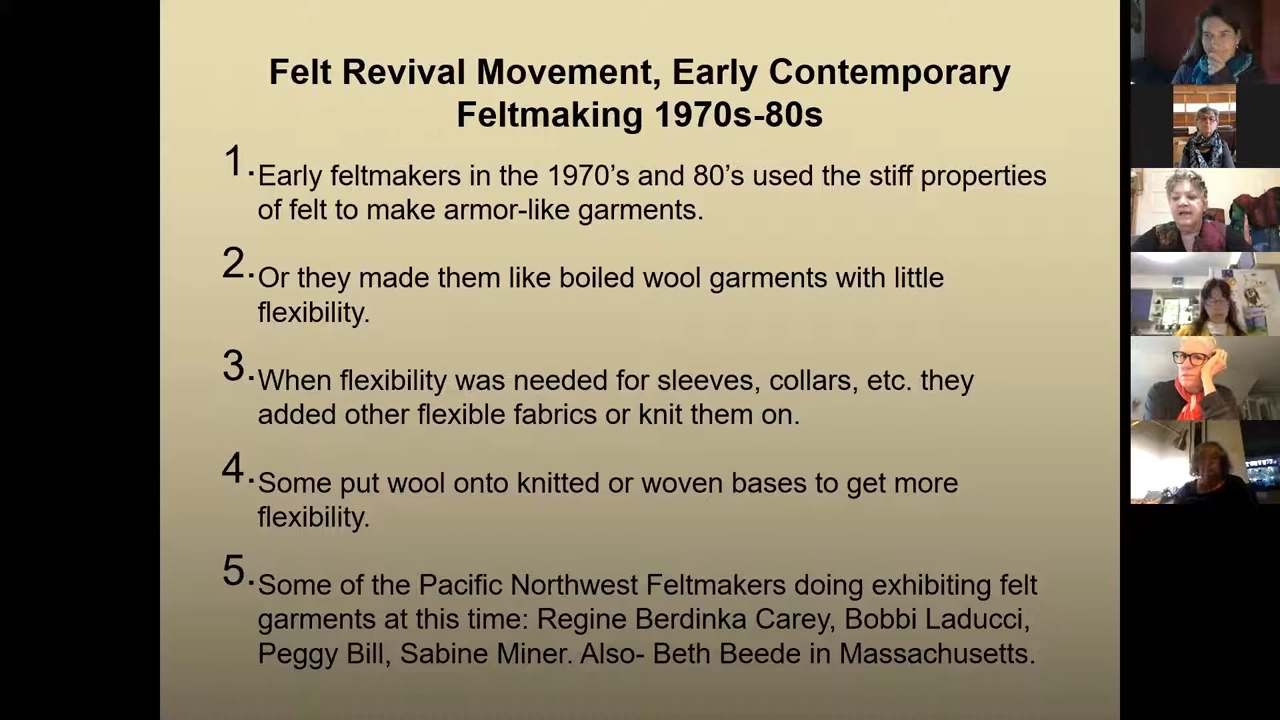 Felt Revival Movement, Early Contemporary
Feltmaking 1970s-80s
1. Early feltmakers in the 1970’s and 80’s used the stiff properties
of felt to make armor-like garments.
2. Or they made them like boiled wool garments with little
flexibility.
3. When flexibility was needed for sleeves, collars, etc. they
added other flexible fabrics or knit them on.
4. Some put wool onto knitted or woven bases to get more
flexibility.
5. Some of the Pacific Northwest Feltmakers doing exhibiting felt
garments at this time: Regine Berdinka Carey, Bobbi Laducci,
Peggy Bill, Sabine Miner. Also- Beth Beede in Massachusetts.